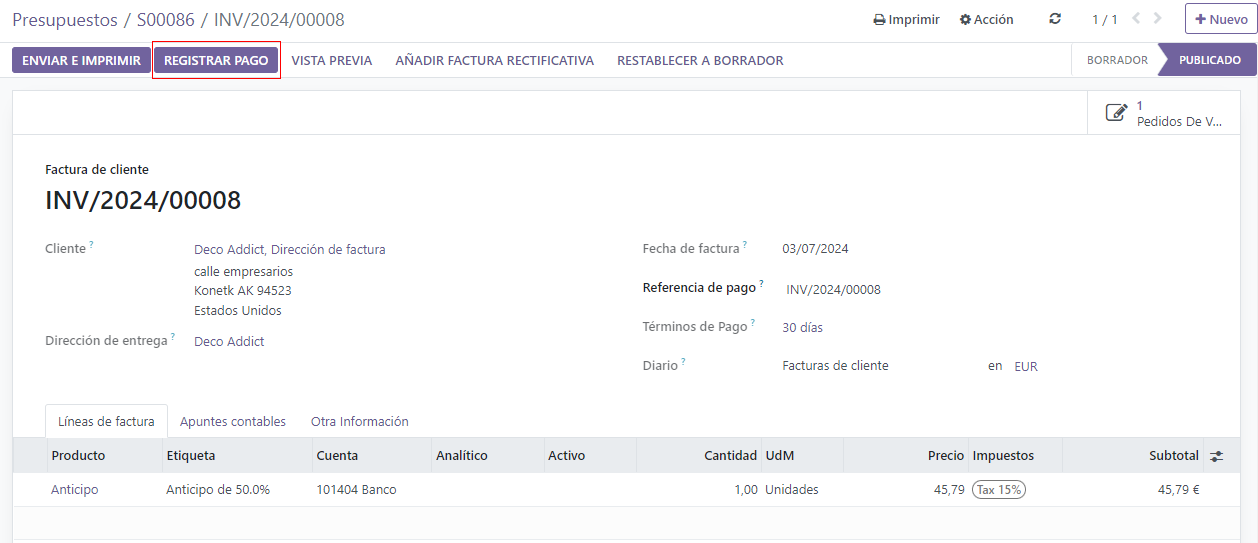 Presupuestos / S00086 / INV/2024/00008 Imprimir Acción 1 / 1 + Nuevo
ENVIAR E IMPRIMIR REGISTRAR PAGO VISTA PREVIA AÑADIR FACTURA RECTIFICATIVA RESTABLECER A BORRADOR BORRADOR PUBLICADO
1
Pedidos De V...
Factura de cliente
INV/2024/00008
Cliente ? Deco Addict, Dirección de factura
calle empresarios
Konetk AK 94523
Estados Unidos
Dirección de entrega ? Deco Addict
Fecha de factura ? 03/07/2024
Referencia de pago ? INV/2024/00008
Términos de Pago ? 30 días
Diario ? Facturas de cliente en EUR
Líneas de factura Apuntes contables Otra Información
Producto Etiqueta Cuenta Analítico Activo Cantidad UdM Precio Impuestos Subtotal
Anticipo Anticipo de 50.0% 101404 Banco 1,00 Unidades 45,79 Tax 15% 45,79 €